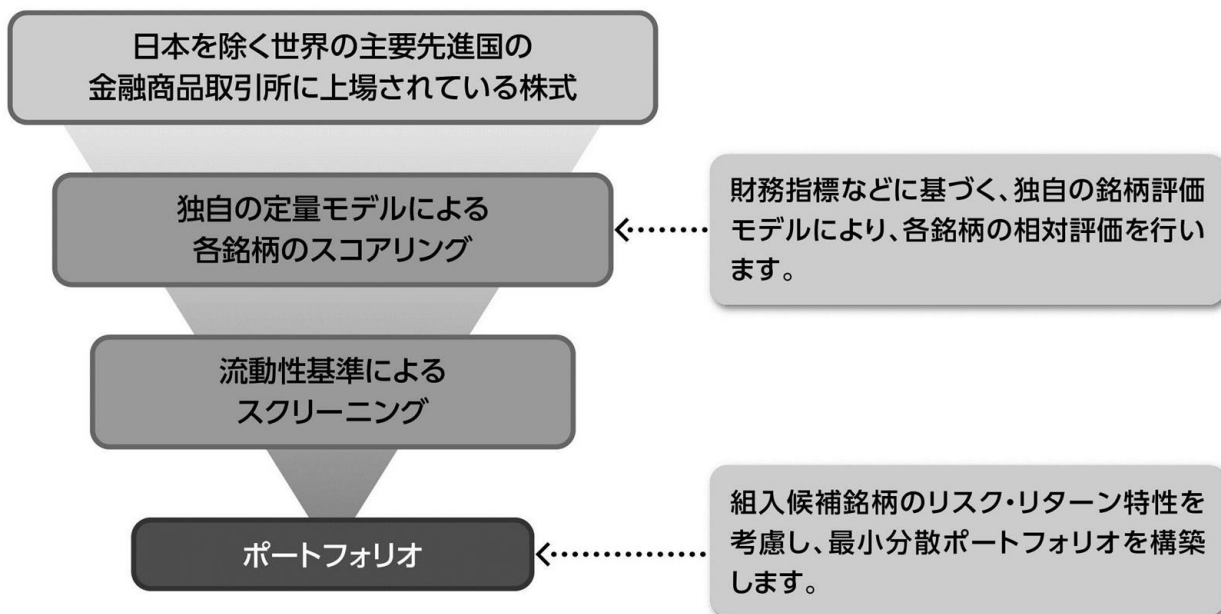 日本を除く世界の主要先進国の
金融商品取引所に上場されている株式
独自の定量モデルによる
各銘柄のスコアリング
財務指標などに基づく、独自の銘柄評価
モデルにより、各銘柄の相対評価を行い
ます。
流動性基準による
スクリーニング
ポートフォリオ
組入候補銘柄のリスク・リターン特性を
考慮し、最小分散ポートフォリオを構築
します。